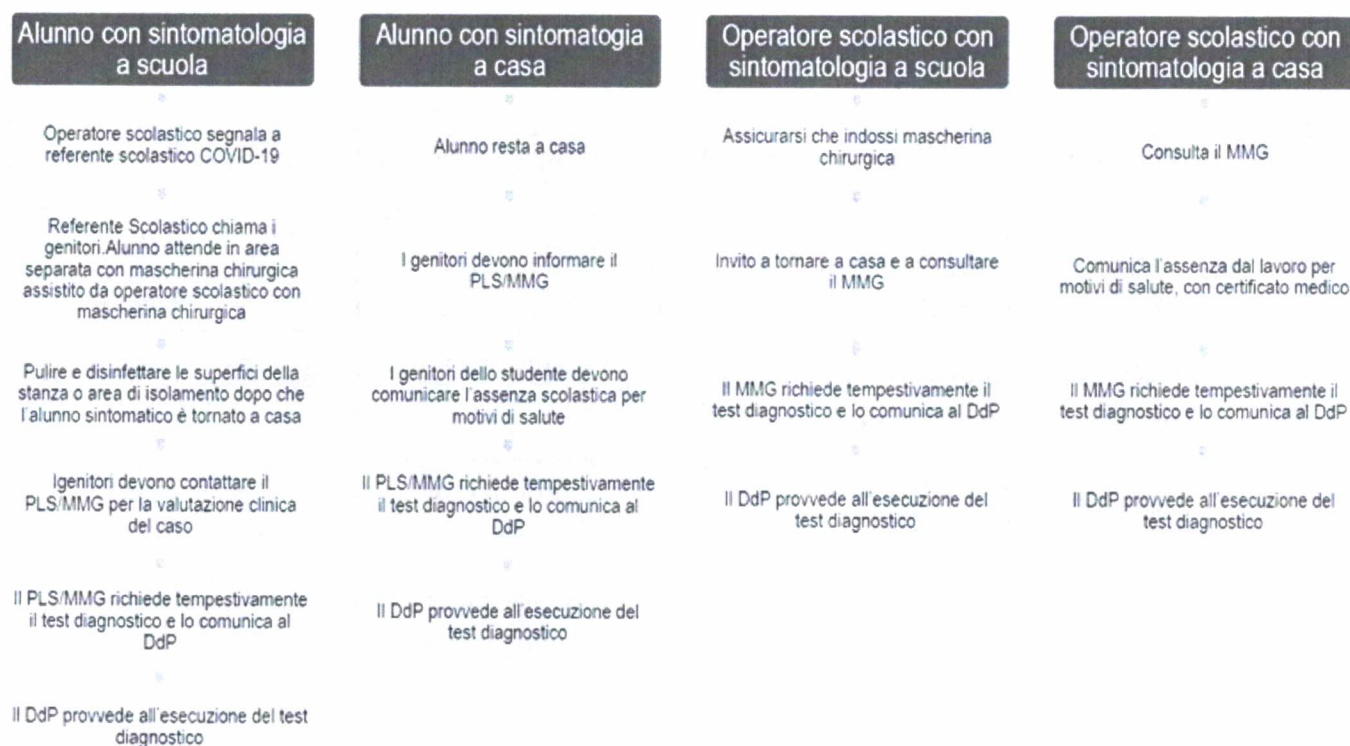 Alunno con sintomatologia
a scuola
Operatore scolastico segnala a
referente scolastico COVID-19
Referente Scolastico chiama i
genitori.Alunno attende in area
separata con mascherina chirurgica
assistito da operatore scolastico con
mascherina chirurgica
Pulire e disinfettare le superfici della
stanza o area di isolamento dopo che
l'alunno sintomatico è tornato a casa
Igenitori devono contattare il
PLS/MMG per la valutazione clinica
del caso
Il PLS/MMG richiede tempestivamente
il test diagnostico e lo comunica al
DdP
Il DdP provvede all'esecuzione del test
diagnostico
Alunno con sintomatogia
a casa
Alunno resta a casa
I genitori devono informare il
PLS/MMG
I genitori dello studente devono
comunicare l'assenza scolastica per
motivi di salute
Il PLS/MMG richiede tempestivamente
il test diagnostico e lo comunica al
DdP
Il DdP provvede all'esecuzione del
test diagnostico
Operatore scolastico con
sintomatologia a scuola
Assicurarsi che indossi mascherina
chirurgica
Invito a tornare a casa e a consultare
il MMG
Il MMG richiede tempestivamente il
test diagnostico e lo comunica al DdP
Il DdP provvede all'esecuzione del
test diagnostico
Operatore scolastico con
sintomatologia a casa
Consulta il MMG
Comunica l'assenza dal lavoro per
motivi di salute, con certificato medico
Il MMG richiede tempestivamente il
test diagnostico e lo comunica al DdP
Il DdP provvede all'esecuzione del
test diagnostico